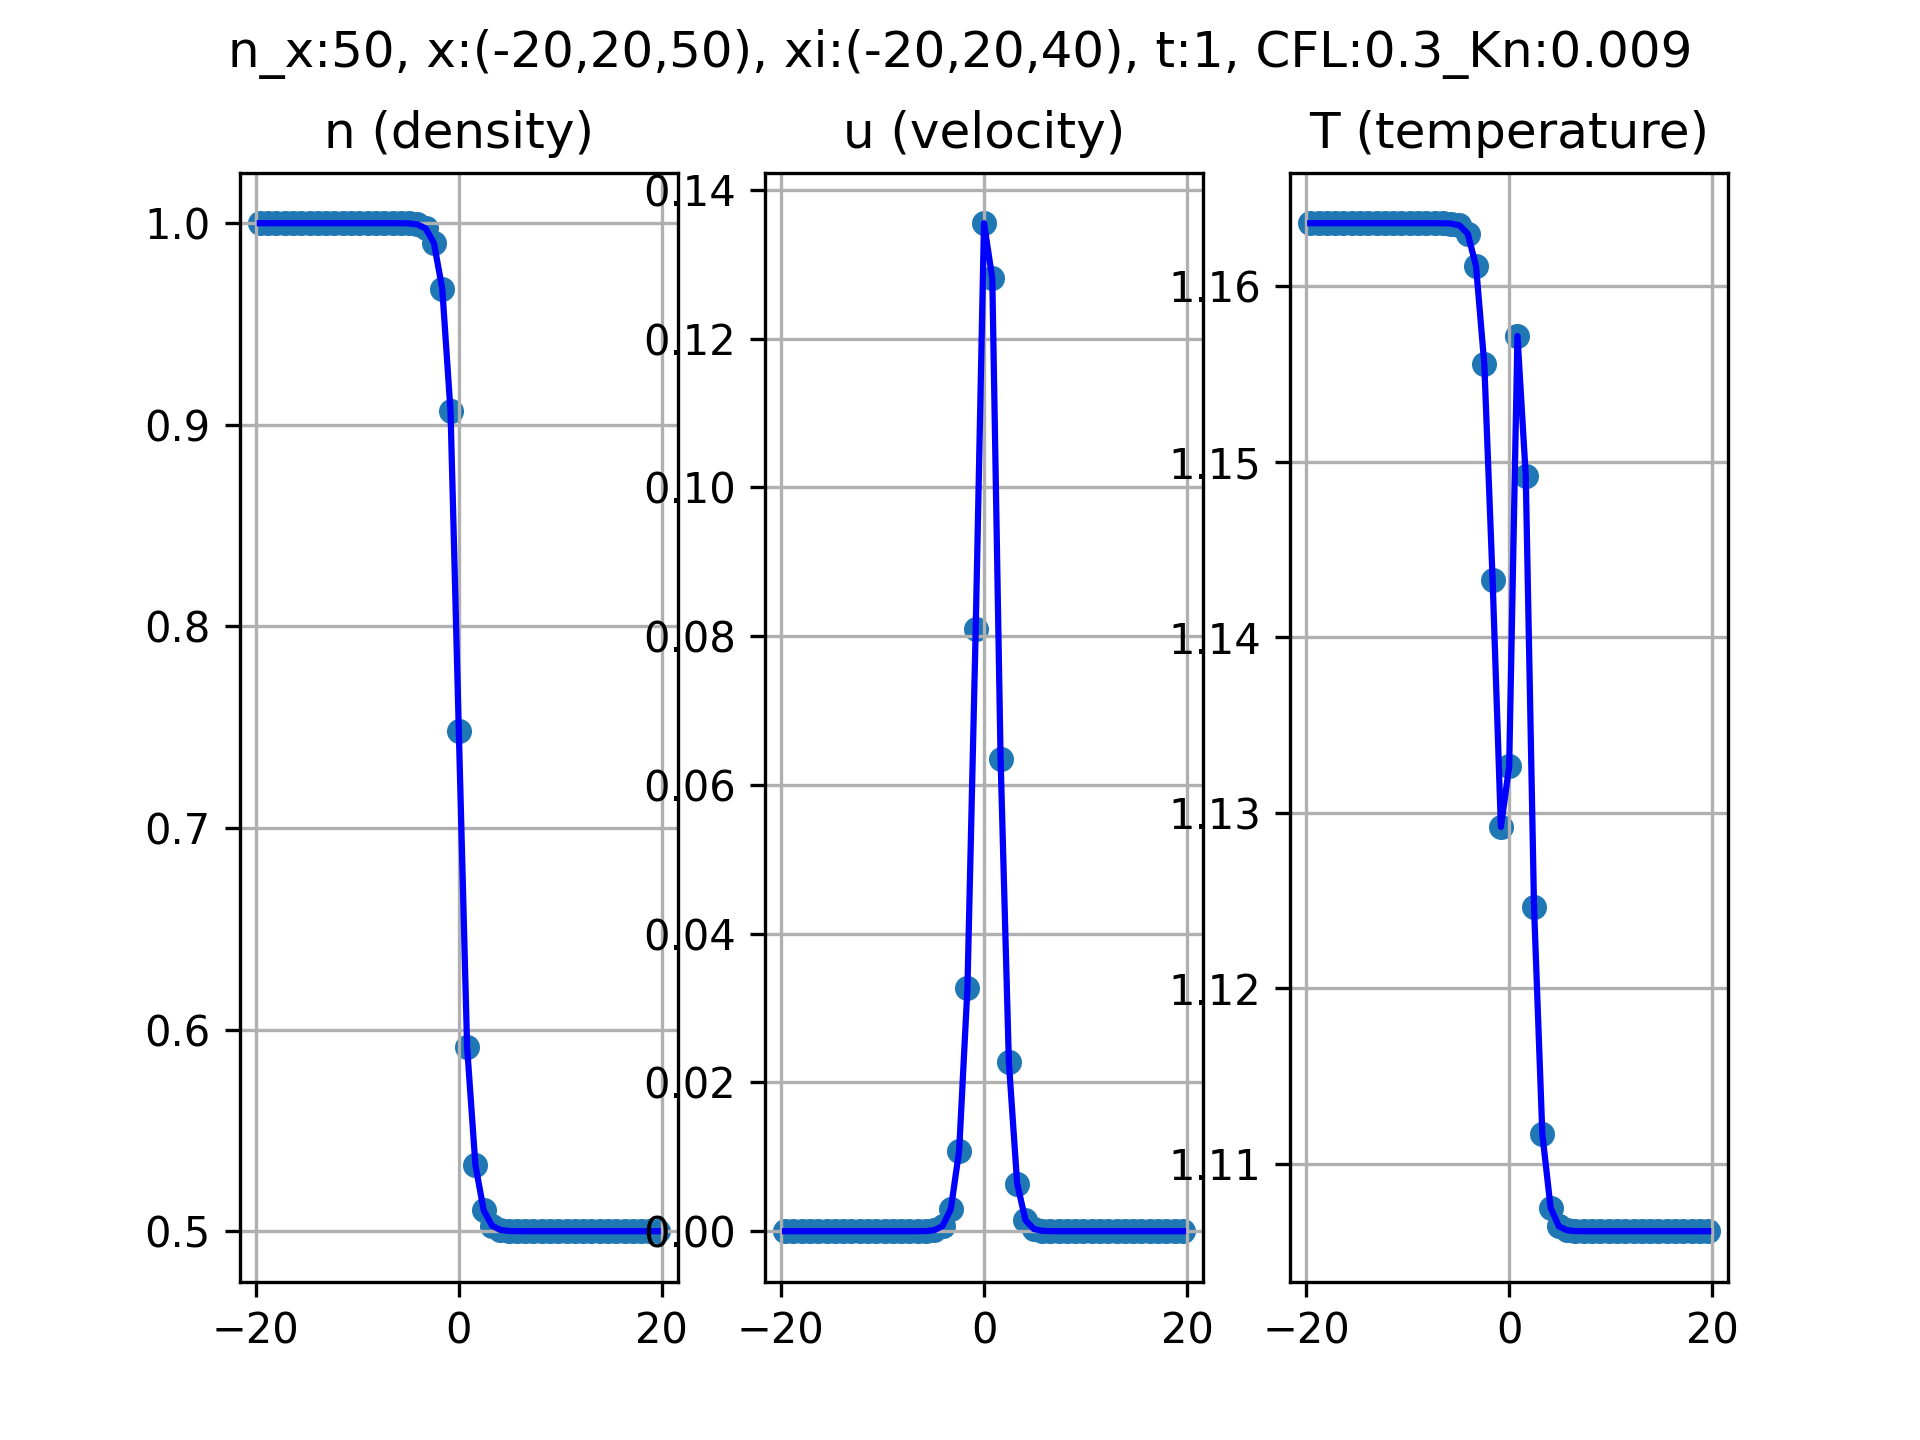 n_x:50, x:(-20,20,50), xi:(-20,20,40), t:1, CFL:0.3_Kn:0.009
n (density)
1.0
0.9
0.8
0.7
0.6
0.5
−20 0 20
u (velocity)
0.14
0.12
0.10
0.08
0.06
0.04
0.02
0.00
−20 0 20
T (temperature)
1.16
1.15
1.14
1.13
1.12
1.11
−20 0 20